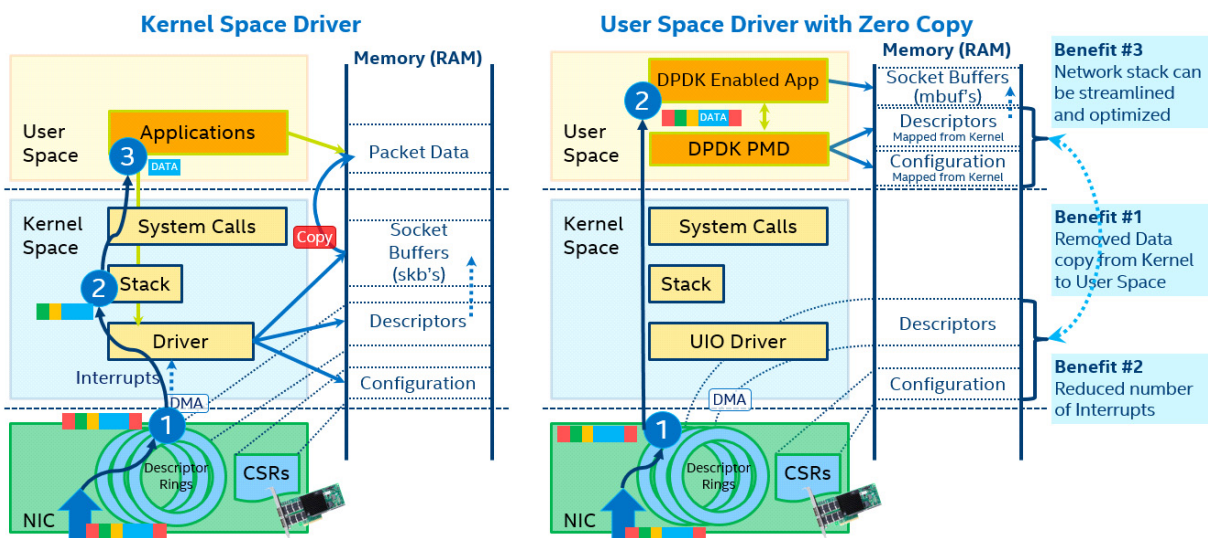 Kernel Space Driver
Memory (RAM)
User
Space
Applications
3
DATA
Packet Data
Kernel
Space
System Calls
Copy
Socket
Buffers
(skb's)
2
Stack
Driver
Descriptors
Interrupts
DMA
Configuration
1
Descriptor
Rings
CSRs
NIC
User Space Driver with Zero Copy
Memory (RAM)
User
Space
DPDK Enabled App
2
DATA
DPDK PMD
Socket Buffers
(mbuf's)
Descriptors
Mapped from Kernel
Configuration
Mapped from Kernel
Kernel
Space
System Calls
Stack
UIO Driver
Descriptors
DMA
Configuration
1
Descriptor
Rings
CSRs
NIC
Benefit #3
Network stack can
be streamlined
and optimized
Benefit #1
Removed Data
copy from Kernel
to User Space
Benefit #2
Reduced number
of Interrupts